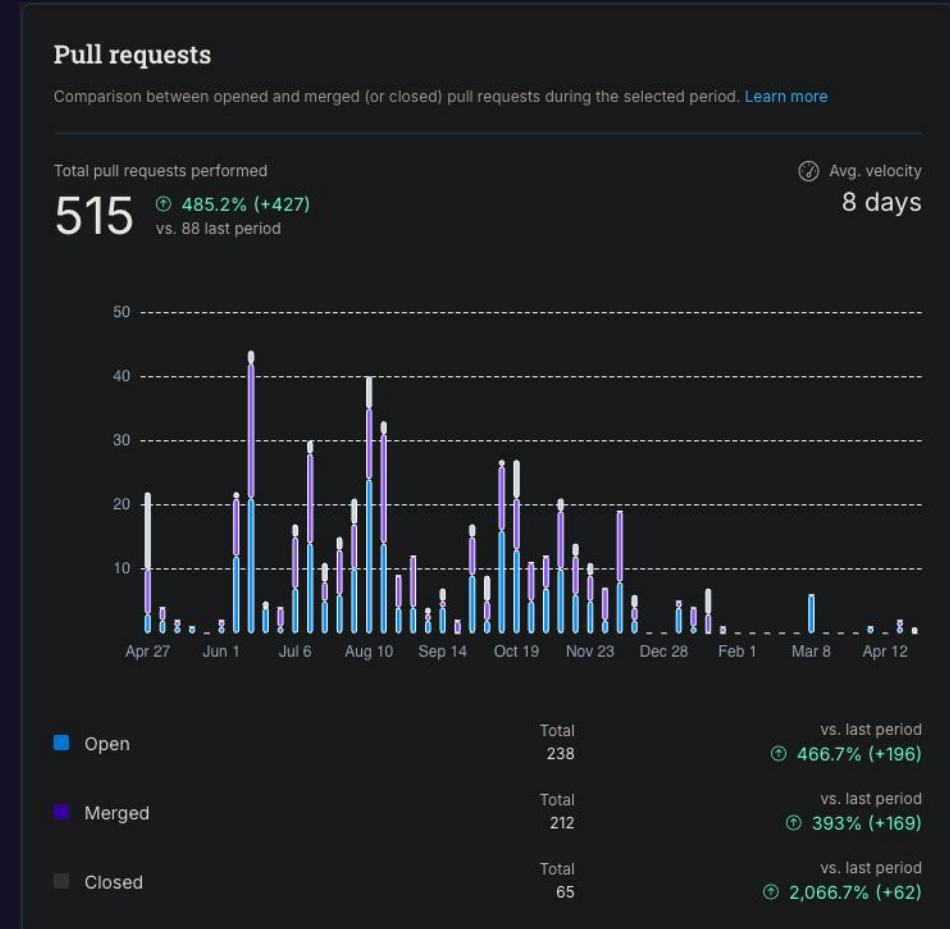 Pull requests
Comparison between opened and merged (or closed) pull requests during the selected period. Learn more
Total pull requests performed
515
485.2% (+427)
vs. 88 last period
Avg. velocity
8 days
50
40
30
20
10
Apr 27 Jun 1 Jul 6 Aug 10 Sep 14 Oct 19 Nov 23 Dec 28 Feb 1 Mar 8 Apr 12
Open
Total
238
vs. last period
466.7% (+196)
Merged
Total
212
vs. last period
393% (+169)
Closed
Total
65
vs. last period
2,066.7% (+62)